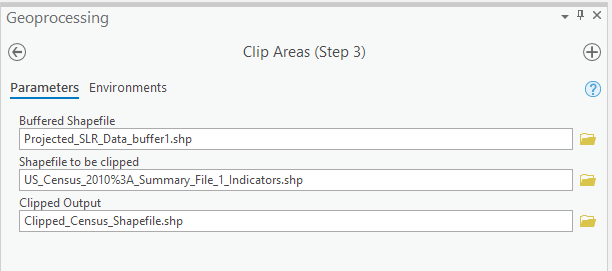 Geoprocessing
Clip Areas (Step 3)
Parameters Environments
Buffered Shapefile
Projected_SLR_Data_buffer1.shp
Shapefile to be clipped
US_Census_2010%3A_Summary_File_1_Indicators.shp
Clipped Output
Clipped_Census_Shapefile.shp